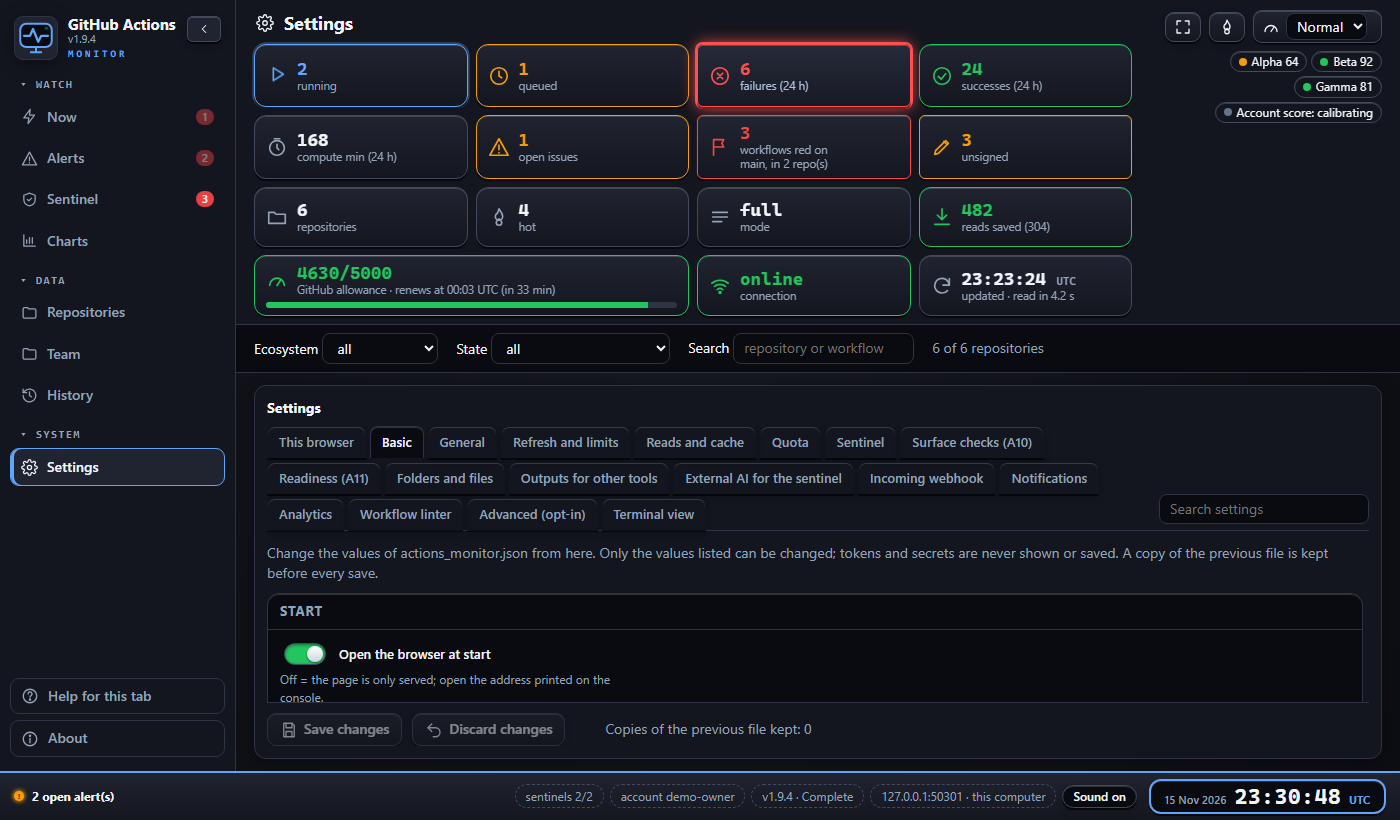 GitHub Actions
v1.9.4
MONITOR
WATCH
Now 1
Alerts 2
Sentinel 3
Charts
DATA
Repositories
Team
History
SYSTEM
Settings
Help for this tab
About
Settings
Normal
Alpha 64
Beta 92
Gamma 81
Account score: calibrating
2
running
1
queued
6
failures (24 h)
24
successes (24 h)
168
compute min (24 h)
1
open issues
3
workflows red on
main, in 2 repo(s)
3
unsigned
6
repositories
4
hot
full
mode
482
reads saved (304)
4630/5000
GitHub allowance · renews at 00:03 UTC (in 33 min)
online
connection
23:23:24 UTC
updated · read in 4.2 s
Ecosystem all State all Search repository or workflow 6 of 6 repositories
Settings
This browser Basic General Refresh and limits Reads and cache Quota Sentinel Surface checks (A10)
Readiness (A11) Folders and files Outputs for other tools External AI for the sentinel Incoming webhook Notifications
Analytics Workflow linter Advanced (opt-in) Terminal view
Search settings
Change the values of actions_monitor.json from here. Only the values listed can be changed; tokens and secrets are never shown or saved. A copy of the previous file is kept
before every save.
START
Open the browser at start
Off = the page is only served; open the address printed on the
console.
Save changes Discard changes Copies of the previous file kept: 0
2 open alert(s) sentinels 2/2 account demo-owner v1.9.4 · Complete 127.0.0.1:50301 · this computer Sound on 15 Nov 2026 23:30:48 UTC